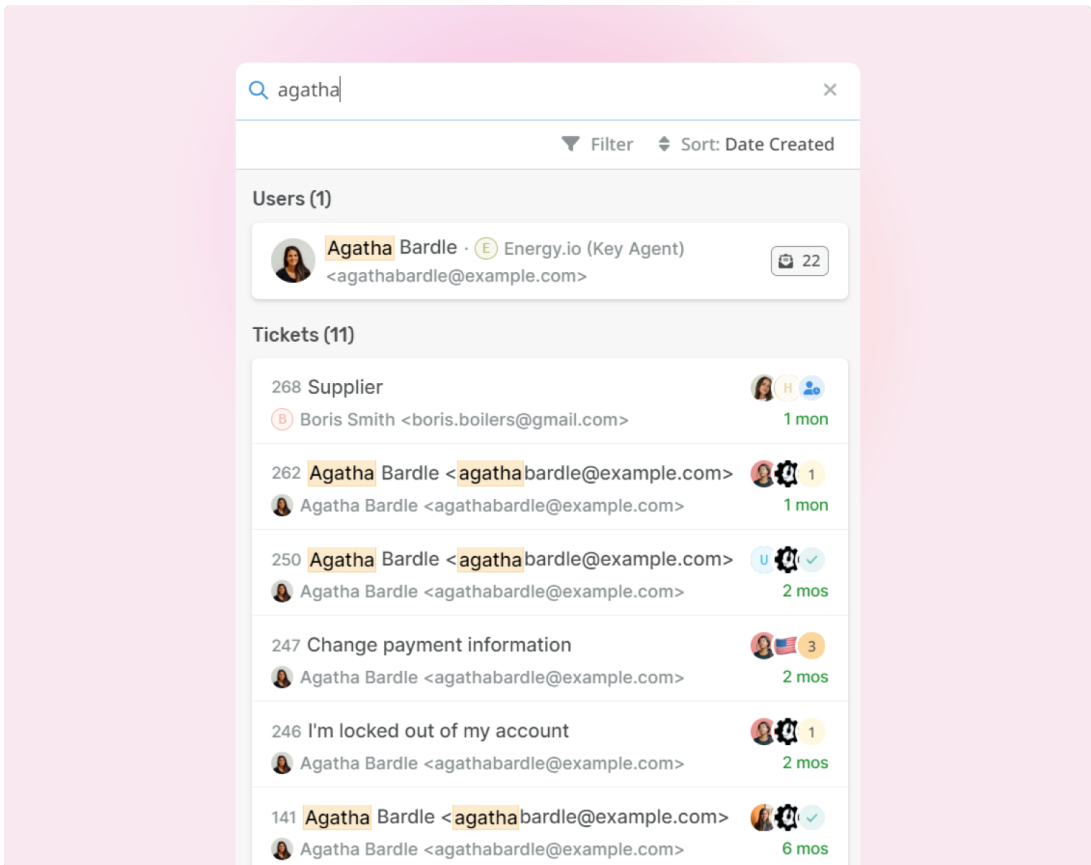 agatha
Filter Sort: Date Created
Users (1)
Agatha Bardle · E Energy.io (Key Agent)
<agathabardle@example.com>
22
Tickets (11)
268 Supplier
H
B Boris Smith <boris.boilers@gmail.com>
1 mon
262 Agatha Bardle <agathabardle@example.com>
1
Agatha Bardle <agathabardle@example.com>
1 mon
250 Agatha Bardle <agathabardle@example.com>
U
Agatha Bardle <agathabardle@example.com>
2 mos
247 Change payment information
3
Agatha Bardle <agathabardle@example.com>
2 mos
246 I'm locked out of my account
1
Agatha Bardle <agathabardle@example.com>
2 mos
141 Agatha Bardle <agathabardle@example.com>
Agatha Bardle <agathabardle@example.com>
6 mos